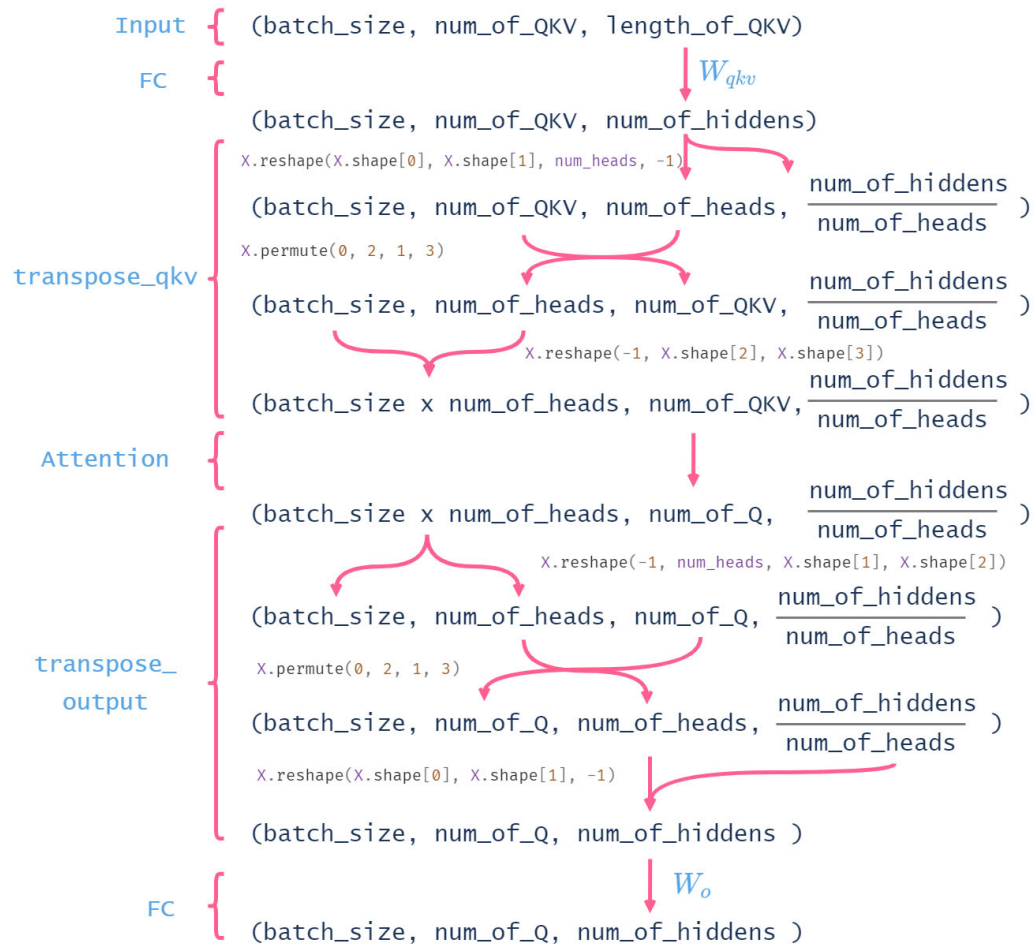 Input (batch_size, num_of_QKV, length_of_QKV)
FC W_qkv
(batch_size, num_of_QKV, num_of_hiddens)
X.reshape(X.shape[0], X.shape[1], num_heads, -1)
num_of_hiddens
(batch_size, num_of_QKV, num_of_heads, )
num_of_heads
X.permute(0, 2, 1, 3)
transpose_qkv
num_of_hiddens
(batch_size, num_of_heads, num_of_QKV, )
num_of_heads
X.reshape(-1, X.shape[2], X.shape[3])
num_of_hiddens
(batch_size x num_of_heads, num_of_QKV, )
num_of_heads
Attention
num_of_hiddens
(batch_size x num_of_heads, num_of_Q, )
num_of_heads
X.reshape(-1, num_heads, X.shape[1], X.shape[2])
num_of_hiddens
(batch_size, num_of_heads, num_of_Q, )
num_of_heads
transpose_
output
X.permute(0, 2, 1, 3)
num_of_hiddens
(batch_size, num_of_Q, num_of_heads, )
num_of_heads
X.reshape(X.shape[0], X.shape[1], -1)
(batch_size, num_of_Q, num_of_hiddens )
FC W_o
(batch_size, num_of_Q, num_of_hiddens )